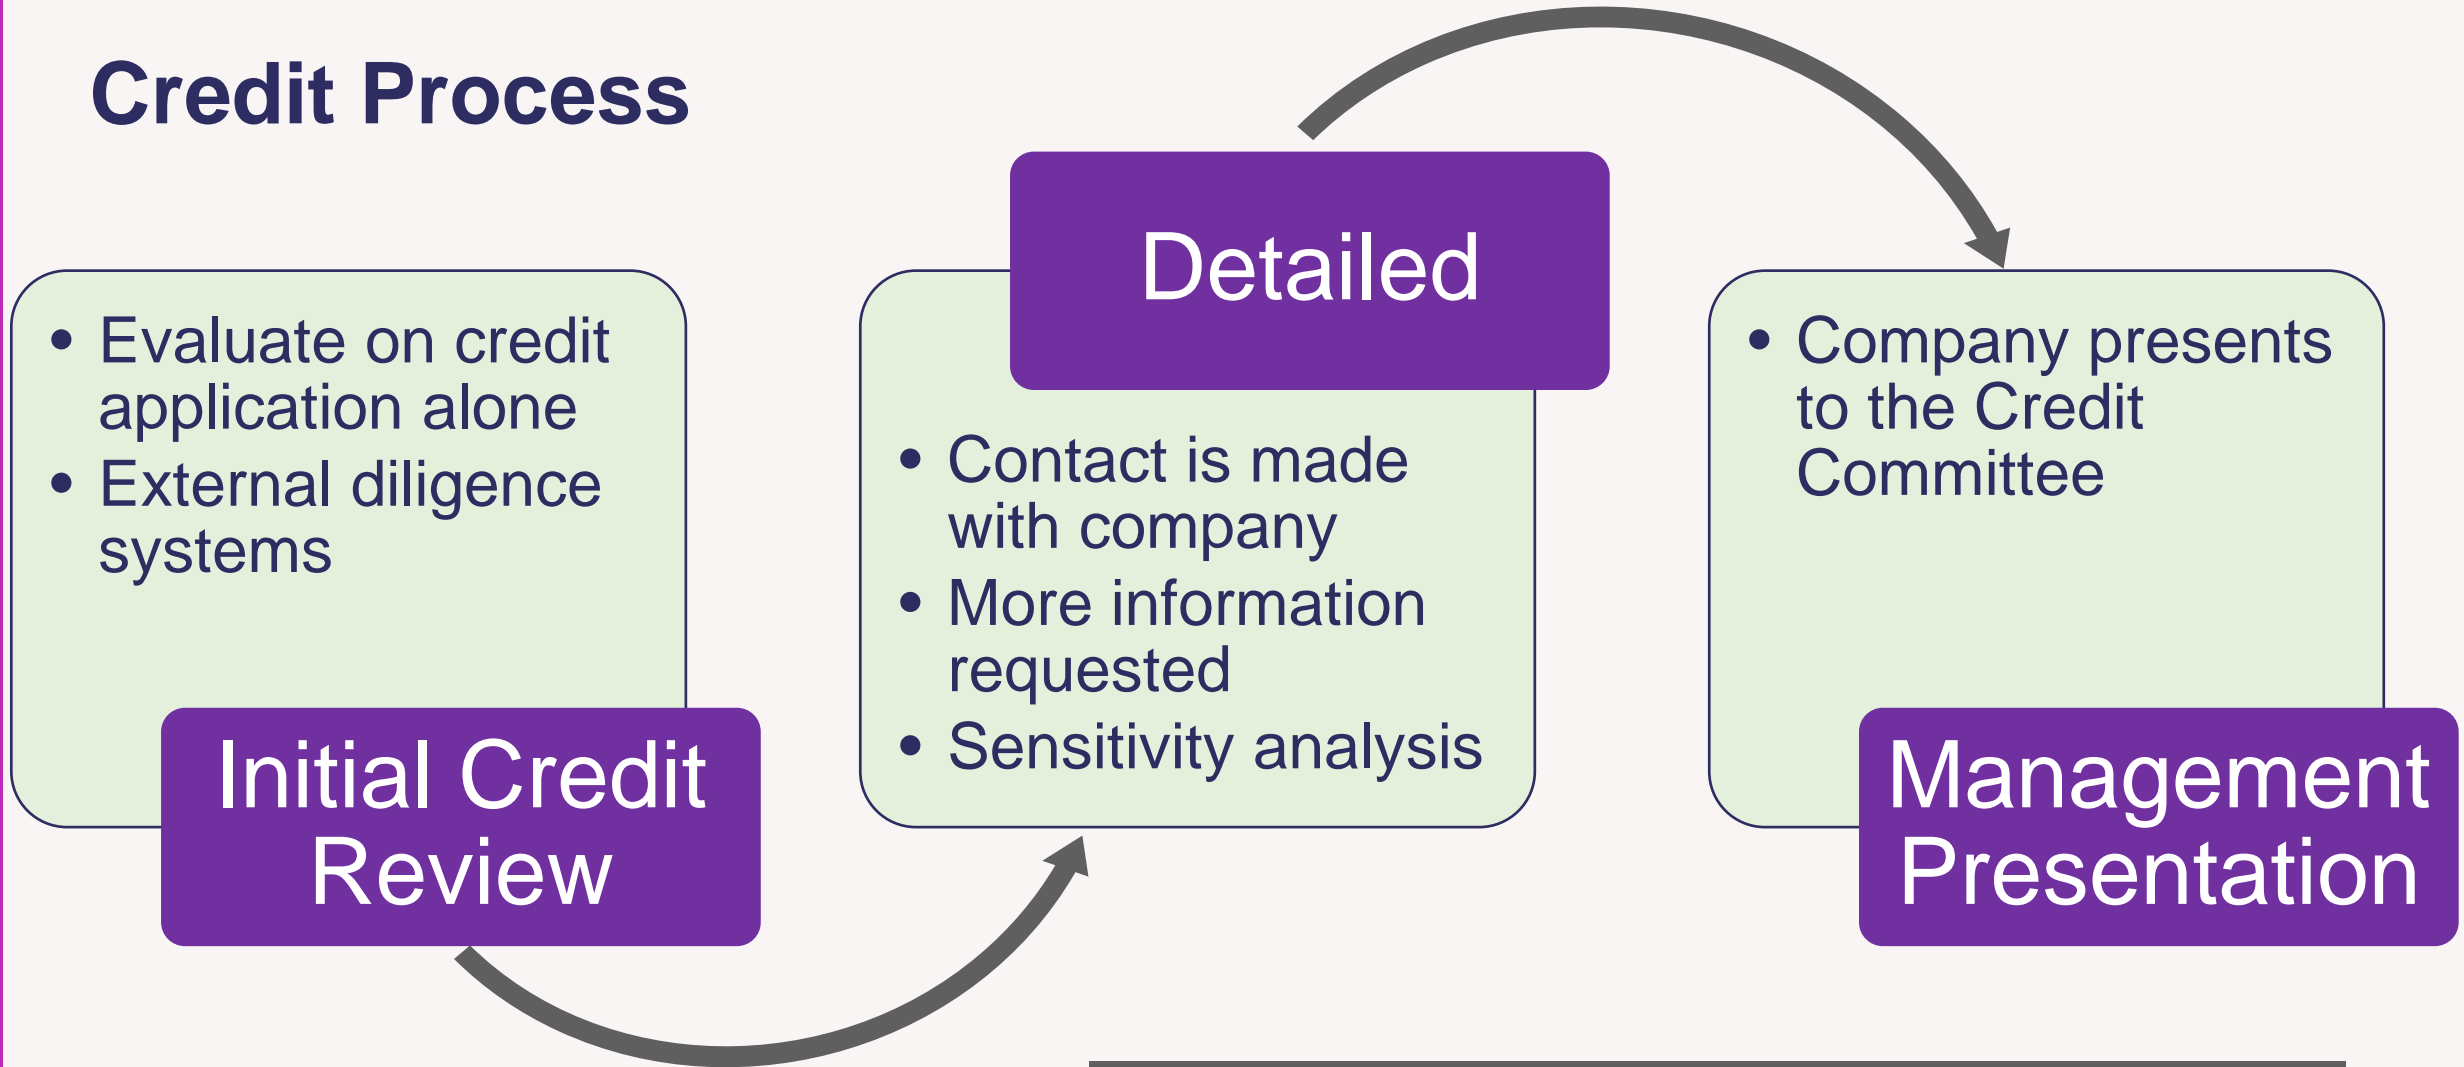 Credit Process
• Evaluate on credit
application alone
• External diligence
systems
Initial Credit
Review
Detailed
• Contact is made
with company
• More information
requested
• Sensitivity analysis
• Company presents
to the Credit
Committee
Management
Presentation